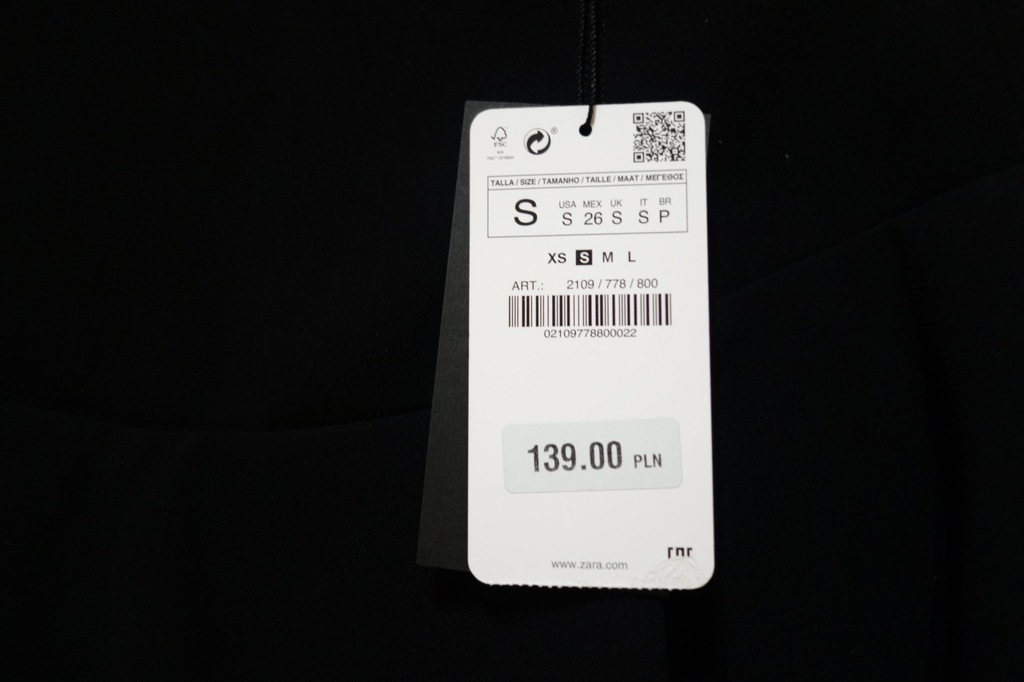 FSC
TALLA / SIZE / TAMANHO / TAILLE / MAAT / ΜΕΓΕΘΟΣ
S
USA MEX UK IT BR
S 26 S S P
XS S M L
ART.: 2109 / 778 / 800
02109778800022
139.00 PLN
www.zara.com